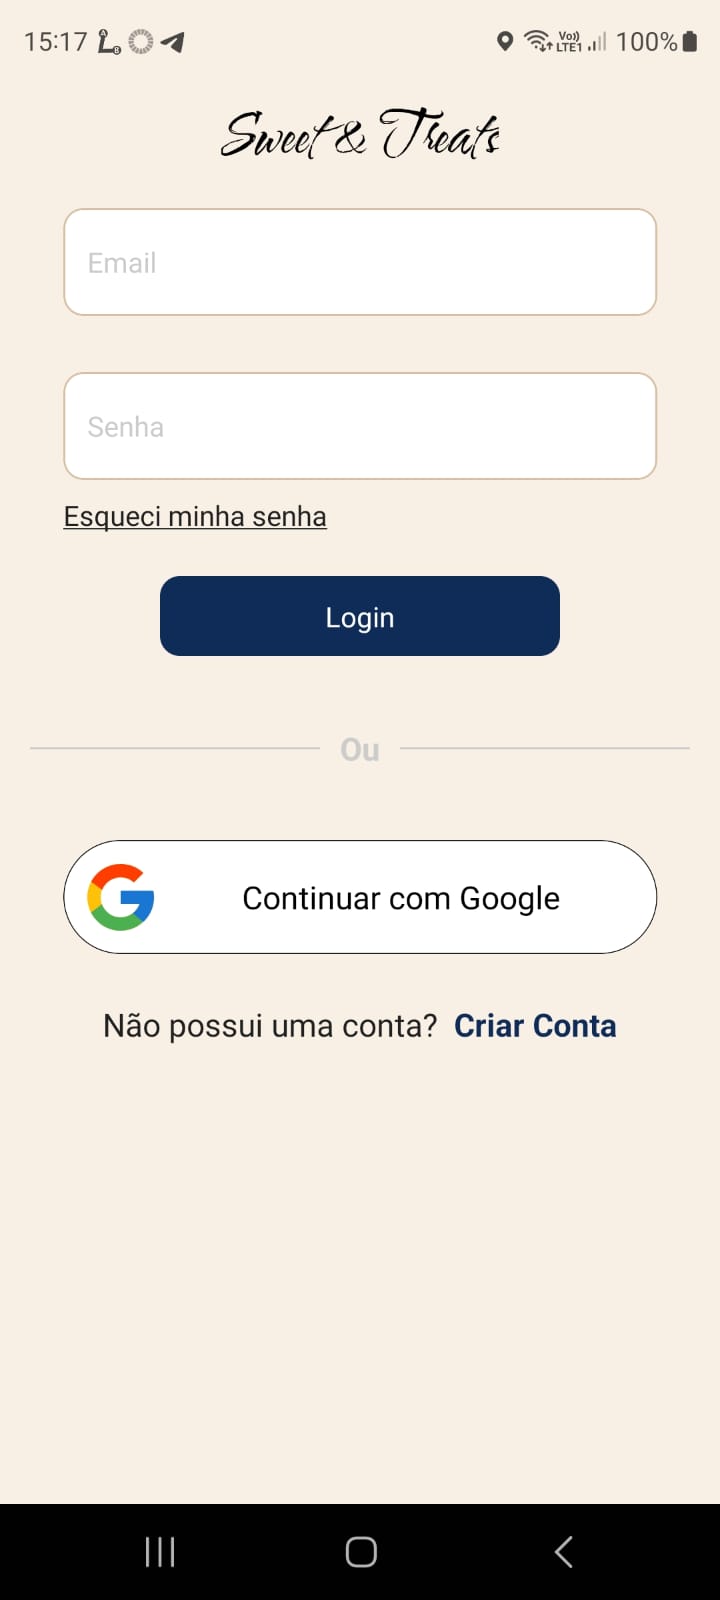 15:17 Vo)) LTE1 100%
Sweet & Treats
Email
Senha
Esqueci minha senha
Login
Ou
Continuar com Google
Não possui uma conta? Criar Conta